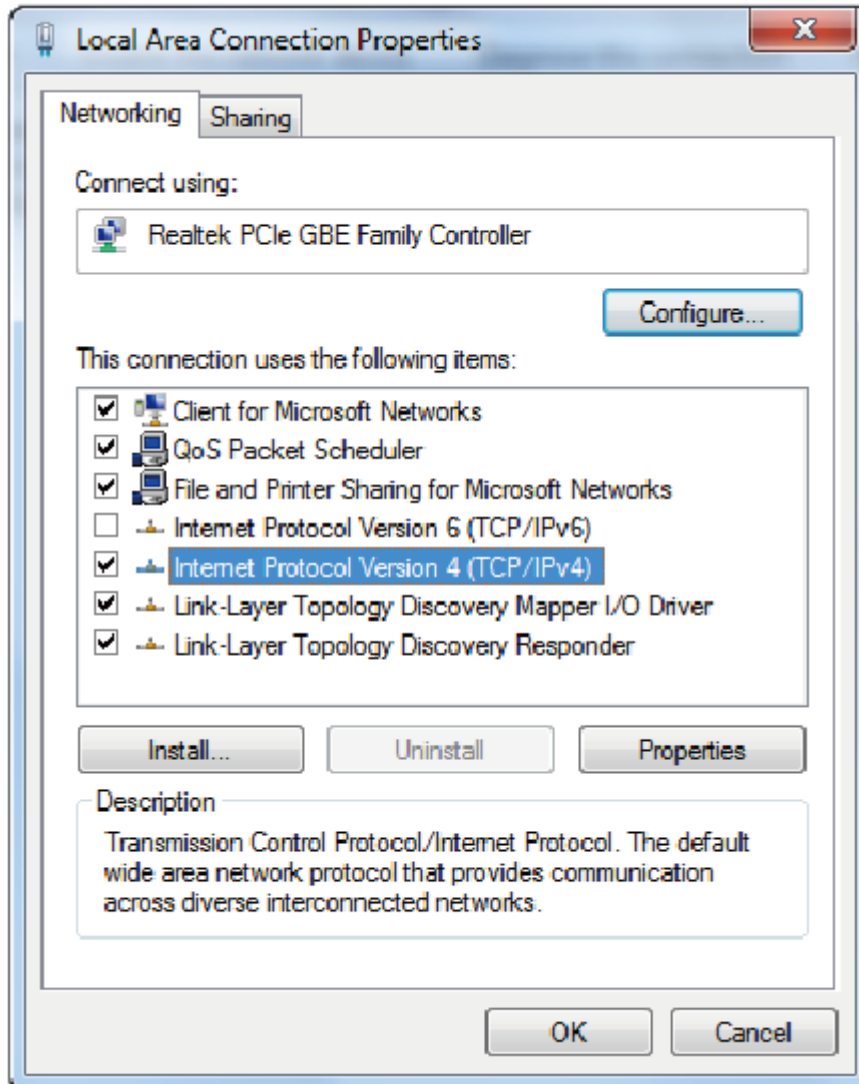 Local Area Connection Properties
Networking
Sharing
Connect using:
Realtek PCIe GBE Family Controller
Configure...
This connection uses the following items:
Client for Microsoft Networks
QoS Packet Scheduler
File and Printer Sharing for Microsoft Networks
Internet Protocol Version 6 (TCP/IPv6)
Internet Protocol Version 4 (TCP/IPv4)
Link-Layer Topology Discovery Mapper I/O Driver
Link-Layer Topology Discovery Responder
Install...
Uninstall
Properties
Description
Transmission Control Protocol/Internet Protocol. The default
wide area network protocol that provides communication
across diverse interconnected networks.
OK
Cancel